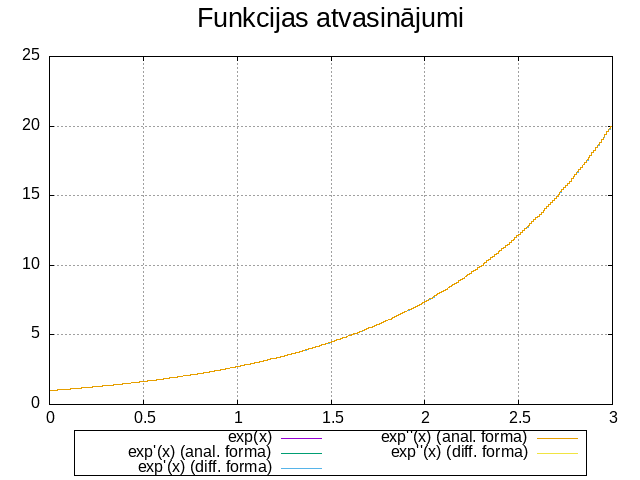 Funkcijas atvasinājumi
25
20
15
10
5
0
0 0.5 1 1.5 2 2.5 3
exp(x) exp''(x) (anal. forma)
exp'(x) (anal. forma) exp''(x) (diff. forma)
exp'(x) (diff. forma)